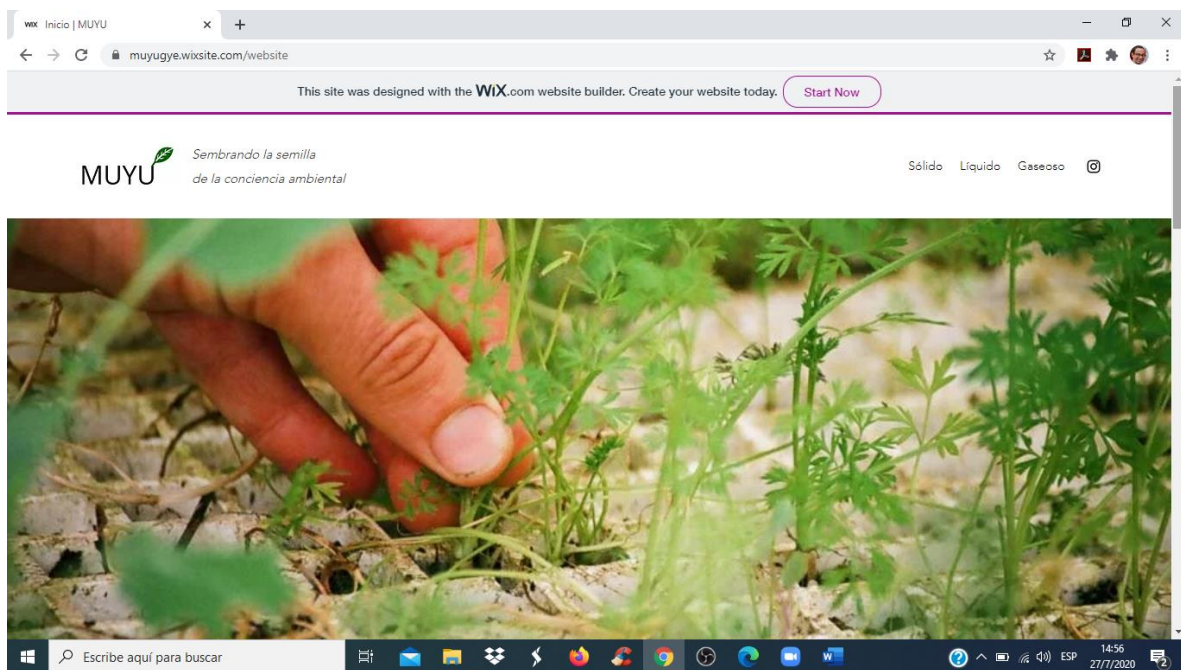 WIX Inicio | MUYU
muyugye.wixsite.com/website
This site was designed with the WiX.com website builder. Create your website today. Start Now
MUYU
Sembrando la semilla
de la conciencia ambiental
Sólido Líquido Gaseoso
Escribe aquí para buscar
ESP
14:56
27/7/2020
2